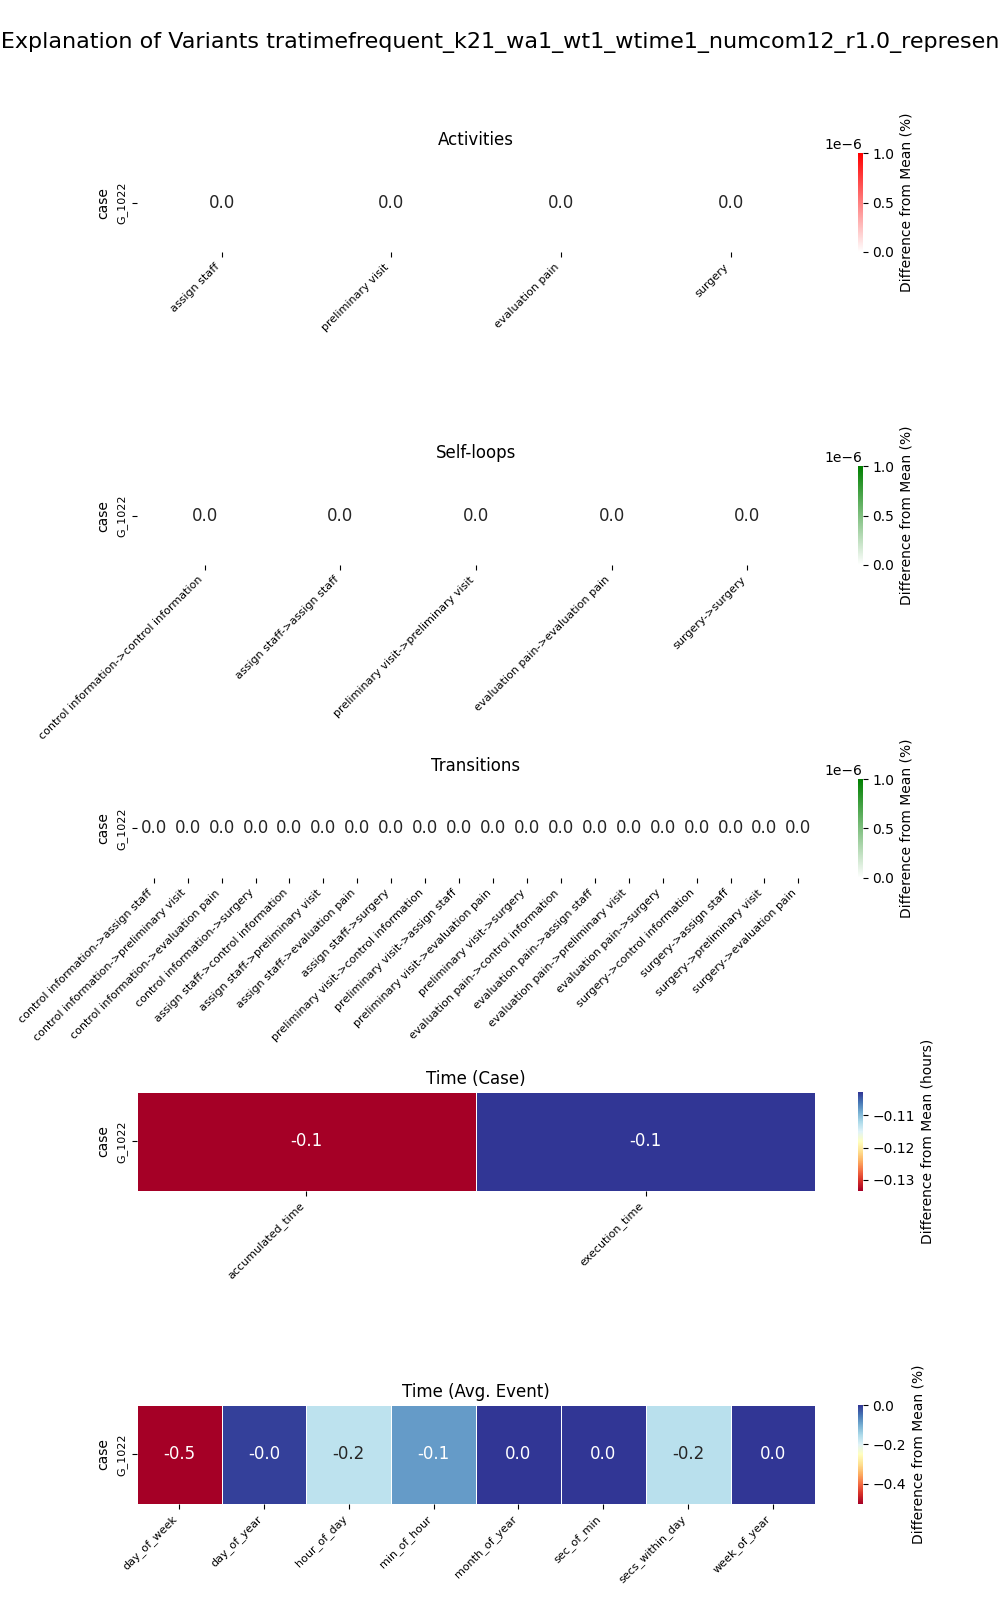 Explanation of Variants tratimefrequent_k21_wa1_wt1_wtime1_numcom12_r1.0_represen
Activities
case
G_1022
0.0 0.0 0.0 0.0
assign staff
preliminary visit
evaluation pain
surgery
1e−6
1.0
0.5
0.0
Difference from Mean (%)
Self-loops
case
G_1022
0.0 0.0 0.0 0.0 0.0
control information->control information
assign staff->assign staff
preliminary visit->preliminary visit
evaluation pain->evaluation pain
surgery->surgery
1e−6
1.0
0.5
0.0
Difference from Mean (%)
Transitions
case
G_1022
0.0 0.0 0.0 0.0 0.0 0.0 0.0 0.0 0.0 0.0 0.0 0.0 0.0 0.0 0.0 0.0 0.0 0.0 0.0 0.0
control information->assign staff
control information->preliminary visit
control information->evaluation pain
control information->surgery
assign staff->control information
assign staff->preliminary visit
assign staff->evaluation pain
assign staff->surgery
preliminary visit->control information
preliminary visit->assign staff
preliminary visit->evaluation pain
preliminary visit->surgery
evaluation pain->control information
evaluation pain->assign staff
evaluation pain->preliminary visit
evaluation pain->surgery
surgery->control information
surgery->assign staff
surgery->preliminary visit
surgery->evaluation pain
1e−6
1.0
0.5
0.0
Difference from Mean (%)
Time (Case)
case
G_1022
-0.1 -0.1
accumulated_time
execution_time
−0.11
−0.12
−0.13
Difference from Mean (hours)
Time (Avg. Event)
case
G_1022
-0.5 -0.0 -0.2 -0.1 0.0 0.0 -0.2 0.0
day_of_week
day_of_year
hour_of_day
min_of_hour
month_of_year
sec_of_min
secs_within_day
week_of_year
0.0
−0.2
−0.4
Difference from Mean (%)